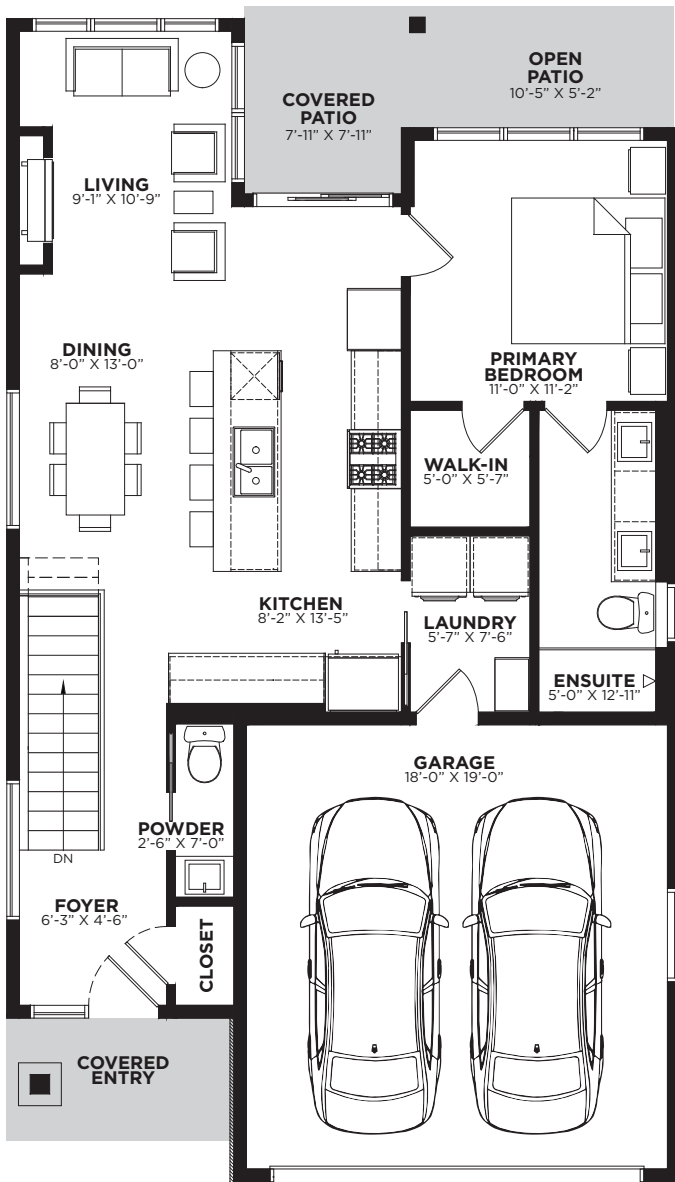 OPEN
PATIO
10'-5" X 5'-2"
COVERED
PATIO
7'-11" X 7'-11"
LIVING
9'-1" X 10'-9"
DINING
8'-0" X 13'-0"
PRIMARY
BEDROOM
11'-0" X 11'-2"
WALK-IN
5'-0" X 5'-7"
KITCHEN
8'-2" X 13'-5"
LAUNDRY
5'-7" X 7'-6"
ENSUITE
5'-0" X 12'-11"
GARAGE
18'-0" X 19'-0"
POWDER
2'-6" X 7'-0"
DN
FOYER
6'-3" X 4'-6"
CLOSET
COVERED
ENTRY